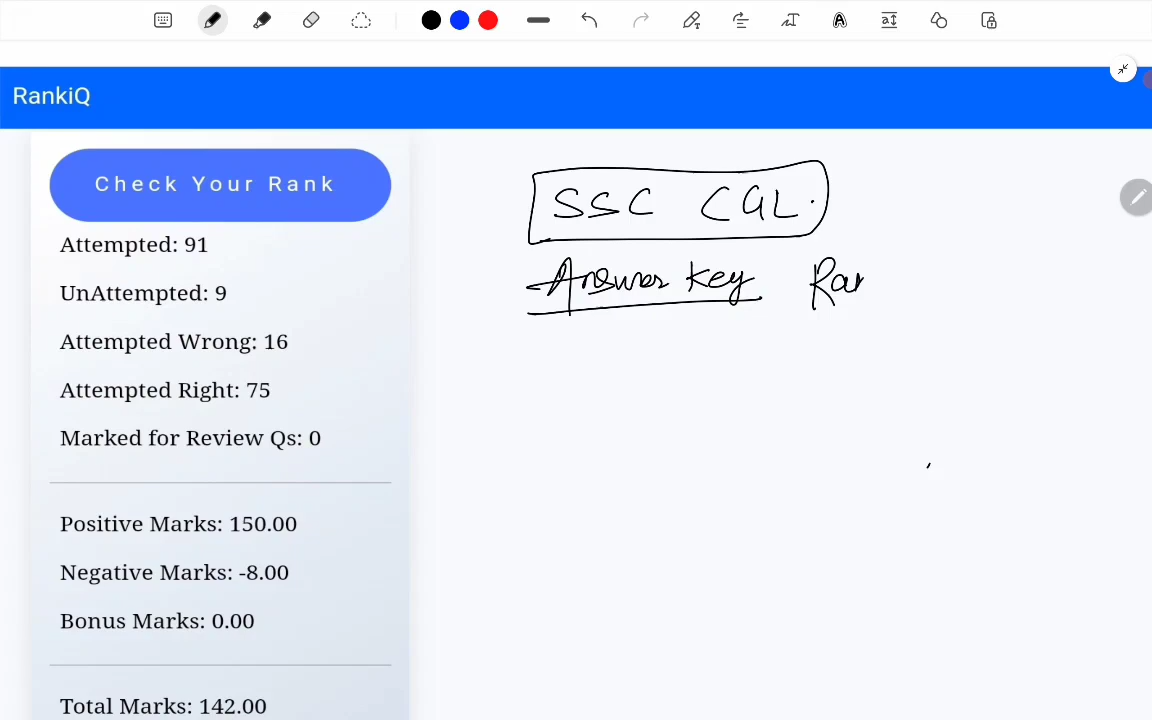 RankiQ
Check Your Rank
Attempted: 91
UnAttempted: 9
Attempted Wrong: 16
Attempted Right: 75
Marked for Review Qs: 0
Positive Marks: 150.00
Negative Marks: -8.00
Bonus Marks: 0.00
Total Marks: 142.00
SSC CGL.
Answer Key Ran